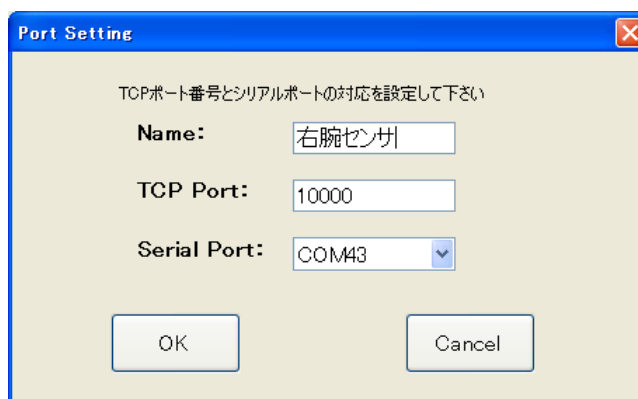 Port Setting
TCPポート番号とシリアルポートの対応を設定して下さい
Name: 右腕センサ
TCP Port: 10000
Serial Port: COM43
OK Cancel